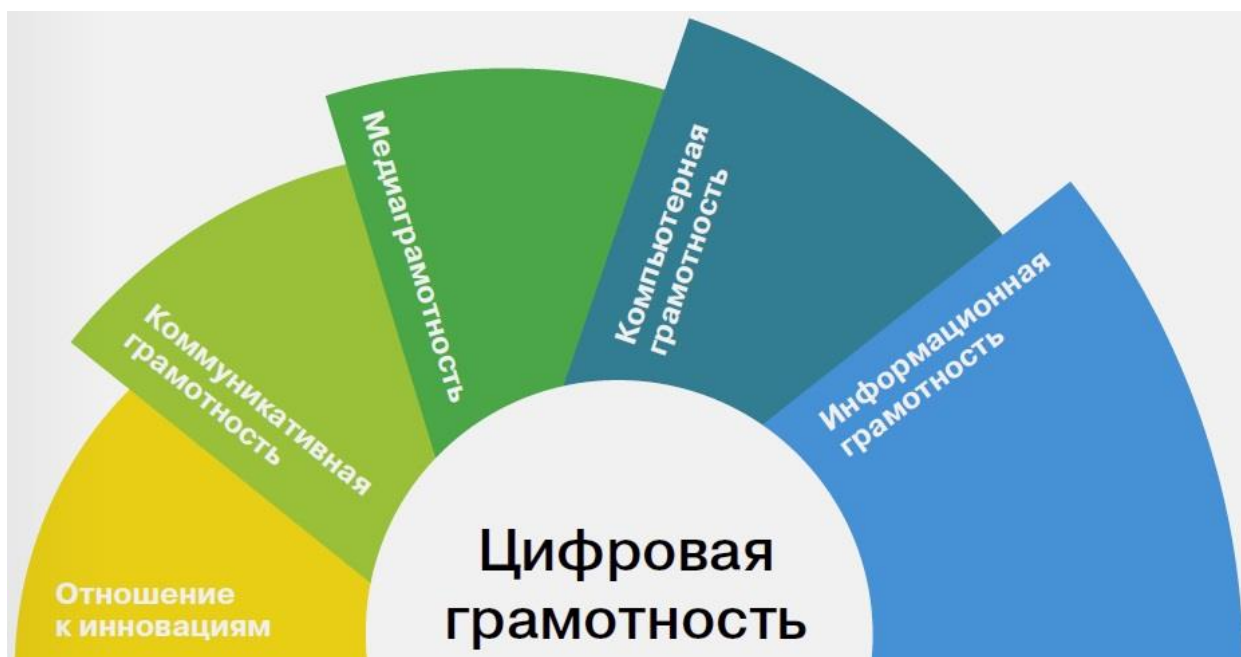 Отношение
к инновациям
Коммуникативная
грамотность
Медиаграмотность
Компьютерная
грамотность
Информационная
грамотность
Цифровая
грамотность